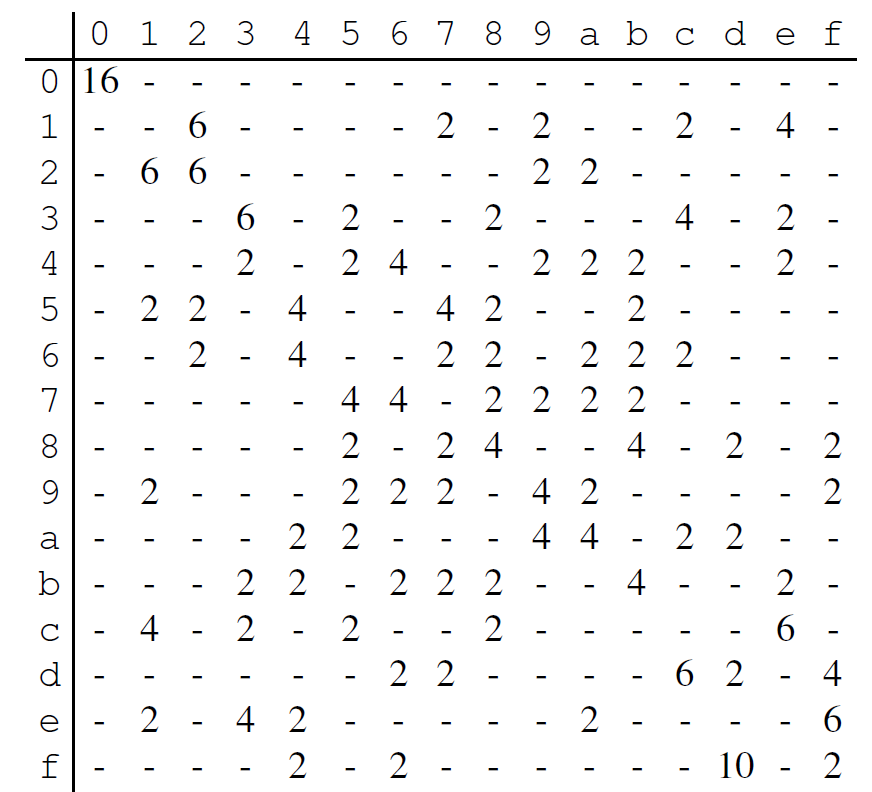 0 1 2 3 4 5 6 7 8 9 a b c d e f
0 16 - - - - - - - - - - - - - - -
1 - - 6 - - - - 2 - 2 - - 2 - 4 -
2 - 6 6 - - - - - - 2 2 - - - - -
3 - - - 6 - 2 - - 2 - - - 4 - 2 -
4 - - - 2 - 2 4 - - 2 2 2 - - 2 -
5 - 2 2 - 4 - - 4 2 - - 2 - - - -
6 - - 2 - 4 - - 2 2 - 2 2 2 - - -
7 - - - - - 4 4 - 2 2 2 2 - - - -
8 - - - - - 2 - 2 4 - - 4 - 2 - 2
9 - 2 - - - 2 2 2 - 4 2 - - - - 2
a - - - - 2 2 - - - 4 4 - 2 2 - -
b - - - 2 2 - 2 2 2 - - 4 - - 2 -
c - 4 - 2 - 2 - - 2 - - - - - 6 -
d - - - - - - 2 2 - - - - 6 2 - 4
e - 2 - 4 2 - - - - - 2 - - - - 6
f - - - - 2 - 2 - - - - - - 10 - 2